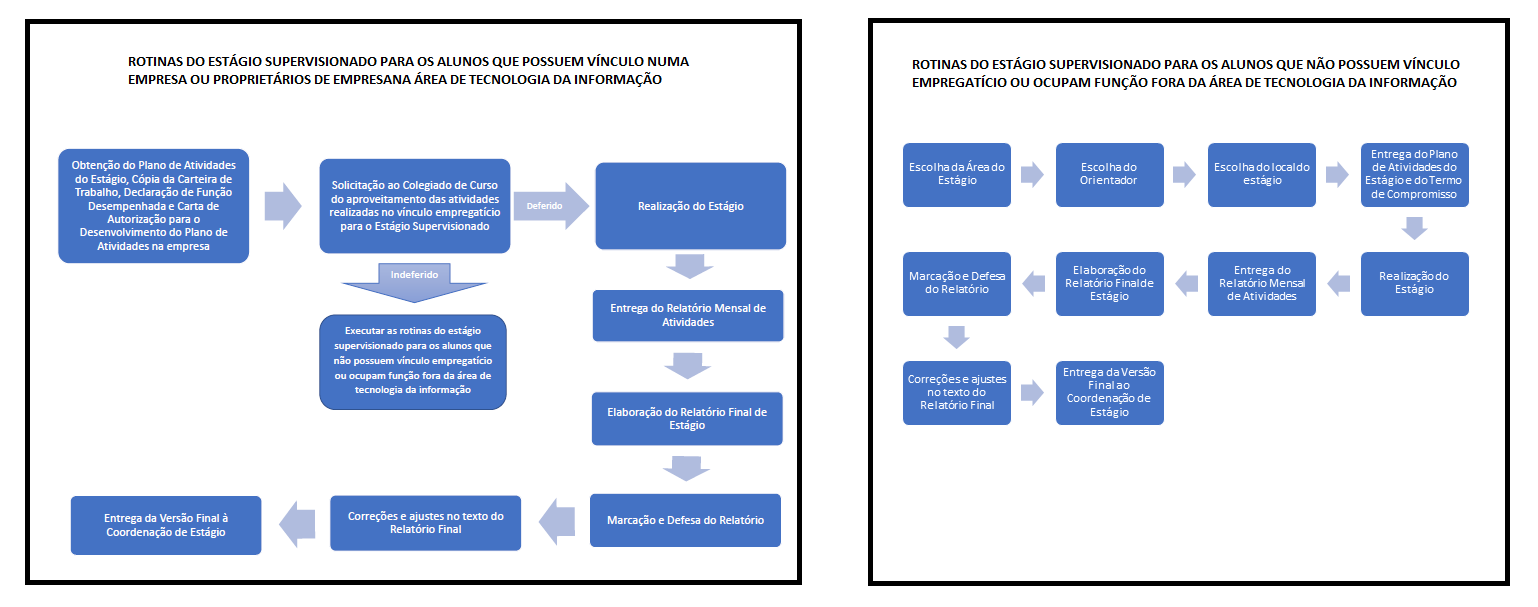 ROTINAS DO ESTÁGIO SUPERVISIONADO PARA OS ALUNOS QUE POSSUEM VÍNCULO NUMA
EMPRESA OU PROPRIETÁRIOS DE EMPRESANA ÁREA DE TECNOLOGIA DA INFORMAÇÃO
Obtenção do Plano de Atividades
do Estágio, Cópia da Carteira de
Trabalho, Declaração de Função
Desempenhada e Carta de
Autorização para o
Desenvolvimento do Plano de
Atividades na empresa
Solicitação ao Colegiado de Curso
do aproveitamento das atividades
realizadas no vínculo empregatício
para o Estágio Supervisionado
Deferido
Realização do Estágio
Indeferido
Executar as rotinas do estágio
supervisionado para os alunos que
não possuem vínculo empregatício
ou ocupam função fora da área de
tecnologia da informação
Entrega do Relatório Mensal de
Atividades
Elaboração do Relatório Final de
Estágio
Marcação e Defesa do Relatório
Correções e ajustes no texto do
Relatório Final
Entrega da Versão Final à
Coordenação de Estágio
ROTINAS DO ESTÁGIO SUPERVISIONADO PARA OS ALUNOS QUE NÃO POSSUEM VÍNCULO
EMPREGATÍCIO OU OCUPAM FUNÇÃO FORA DA ÁREA DE TECNOLOGIA DA INFORMAÇÃO
Escolha da Área do
Estágio
Escolha do
Orientador
Escolha do local do
estágio
Entrega do Plano
de Atividades do
Estágio e do Termo
de Compromisso
Realização do
Estágio
Entrega do
Relatório Mensal
de Atividades
Elaboração do
Relatório Final de
Estágio
Marcação e Defesa
do Relatório
Correções e ajustes
no texto do
Relatório Final
Entrega da Versão
Final ao
Coordenação de
Estágio